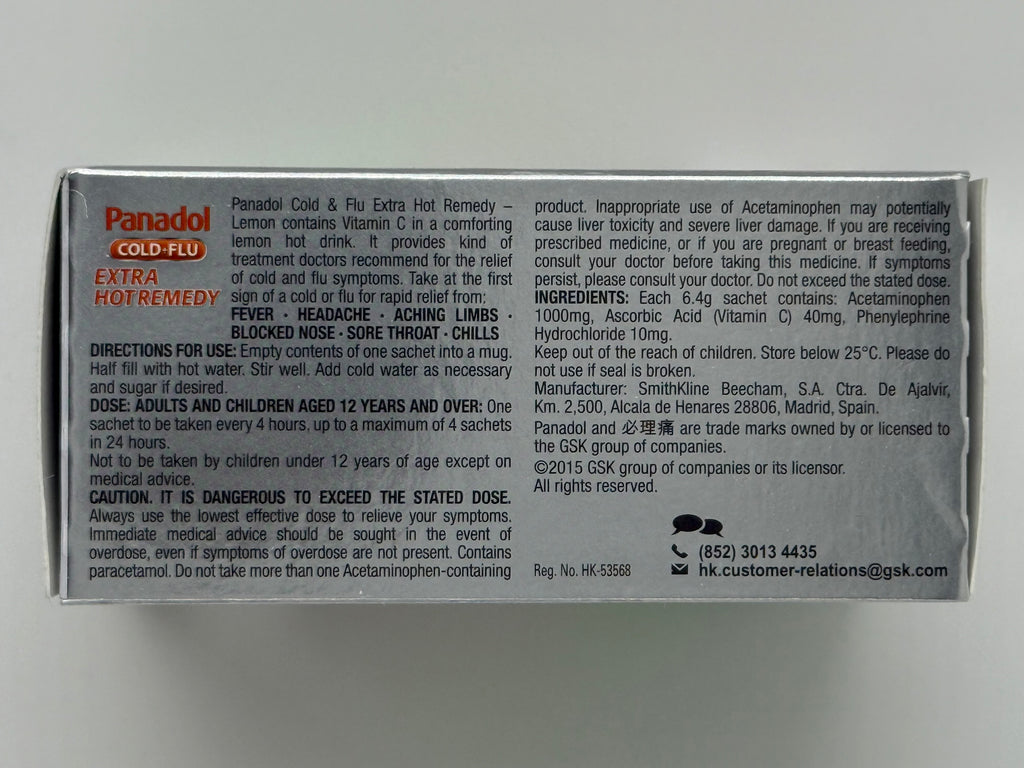 Panadol
COLD+FLU
EXTRA
HOTREMEDY
Panadol Cold & Flu Extra Hot Remedy –
Lemon contains Vitamin C in a comforting
lemon hot drink. It provides kind of
treatment doctors recommend for the relief
of cold and flu symptoms. Take at the first
sign of a cold or flu for rapid relief from:
FEVER · HEADACHE · ACHING LIMBS ·
BLOCKED NOSE · SORE THROAT · CHILLS
DIRECTIONS FOR USE: Empty contents of one sachet into a mug.
Half fill with hot water. Stir well. Add cold water as necessary
and sugar if desired.
DOSE: ADULTS AND CHILDREN AGED 12 YEARS AND OVER: One
sachet to be taken every 4 hours, up to a maximum of 4 sachets
in 24 hours.
Not to be taken by children under 12 years of age except on
medical advice.
CAUTION. IT IS DANGEROUS TO EXCEED THE STATED DOSE.
Always use the lowest effective dose to relieve your symptoms.
Immediate medical advice should be sought in the event of
overdose, even if symptoms of overdose are not present. Contains
paracetamol. Do not take more than one Acetaminophen-containing
product. Inappropriate use of Acetaminophen may potentially
cause liver toxicity and severe liver damage. If you are receiving
prescribed medicine, or if you are pregnant or breast feeding,
consult your doctor before taking this medicine. If symptoms
persist, please consult your doctor. Do not exceed the stated dose.
INGREDIENTS: Each 6.4g sachet contains: Acetaminophen
1000mg, Ascorbic Acid (Vitamin C) 40mg, Phenylephrine
Hydrochloride 10mg.
Keep out of the reach of children. Store below 25°C. Please do
not use if seal is broken.
Manufacturer: SmithKline Beecham, S.A. Ctra. De Ajalvir,
Km. 2,500, Alcala de Henares 28806, Madrid, Spain.
Panadol and 必理痛 are trade marks owned by or licensed to
the GSK group of companies.
©2015 GSK group of companies or its licensor.
All rights reserved.
(852) 3013 4435
Reg. No. HK-53568
hk.customer-relations@gsk.com